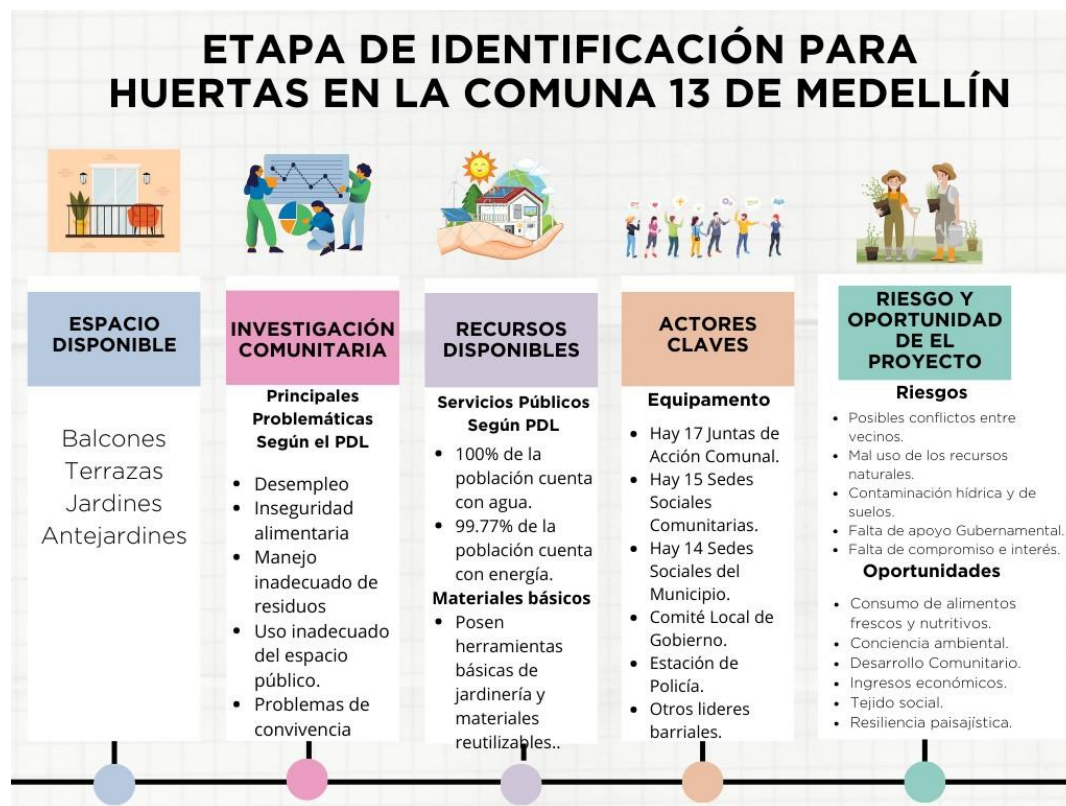 ETAPA DE IDENTIFICACIÓN PARA
HUERTAS EN LA COMUNA 13 DE MEDELLÍN
ESPACIO
DISPONIBLE
Balcones
Terrazas
Jardines
Antejardines
INVESTIGACIÓN
COMUNITARIA
Principales
Problemáticas
Según el PDL
• Desempleo
• Inseguridad
alimentaria
• Manejo
inadecuado de
residuos
• Uso inadecuado
del espacio
público.
• Problemas de
convivencia
RECURSOS
DISPONIBLES
Servicios Públicos
Según PDL
• 100% de la
población cuenta
con agua.
• 99.77% de la
población cuenta
con energía.
Materiales básicos
• Posen
herramientas
básicas de
jardinería y
materiales
reutilizables..
ACTORES
CLAVES
Equipamento
• Hay 17 Juntas de
Acción Comunal.
• Hay 15 Sedes
Sociales
Comunitarias.
• Hay 14 Sedes
Sociales del
Municipio.
• Comité Local de
Gobierno.
• Estación de
Policía.
• Otros lideres
barriales.
RIESGO Y
OPORTUNIDAD
DE EL
PROYECTO
Riesgos
• Posibles conflictos entre
vecinos.
• Mal uso de los recursos
naturales.
• Contaminación hídrica y de
suelos.
• Falta de apoyo Gubernamental.
• Falta de compromiso e interés.
Oportunidades
• Consumo de alimentos
frescos y nutritivos.
• Conciencia ambiental.
• Desarrollo Comunitario.
• Ingresos económicos.
• Tejido social.
• Resiliencia paisajística.